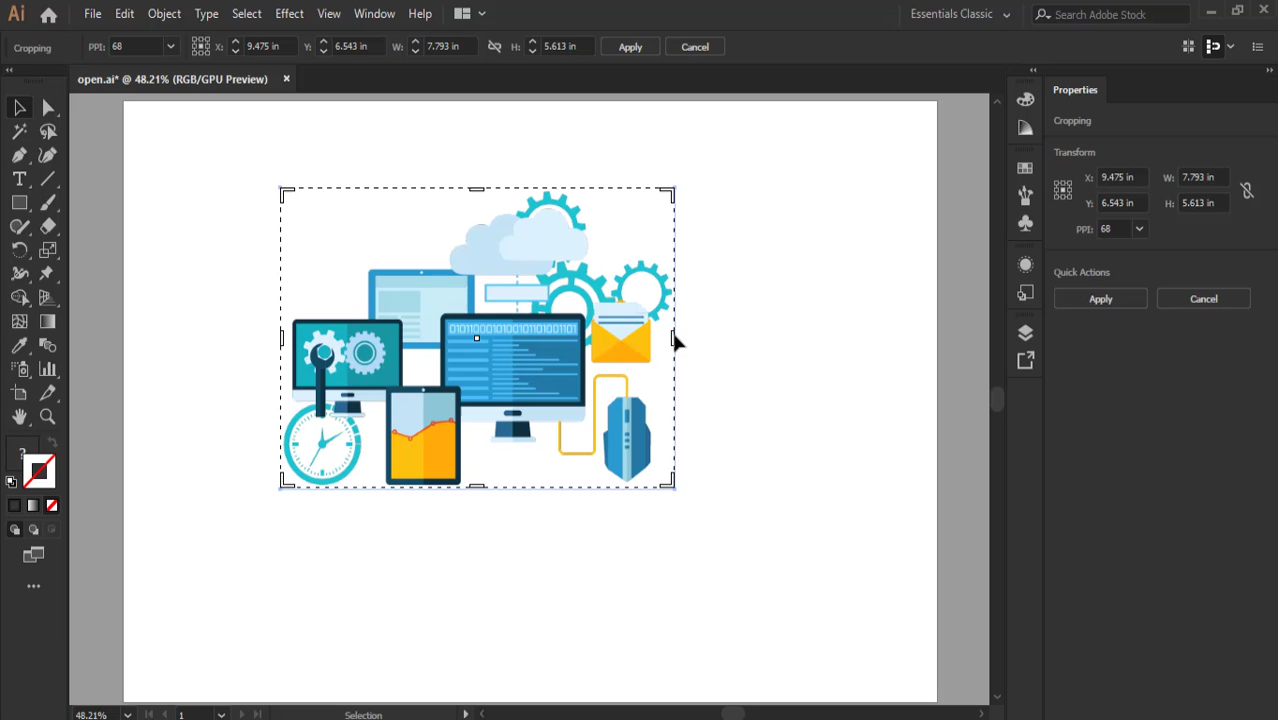 Ai File Edit Object Type Select Effect View Window Help Essentials Classic Search Adobe Stock
Cropping PPI: 68 X: 9.475 in Y: 6.543 in W: 7.793 in H: 5.613 in Apply Cancel
open.ai* @ 48.21% (RGB/GPU Preview) ×
Properties
Cropping
Transform
X: 9.475 in W: 7.793 in
Y: 6.543 in H: 5.613 in
PPI: 68
Quick Actions
Apply Cancel
0101100010100101101001101
T
?
48.21% 1 Selection